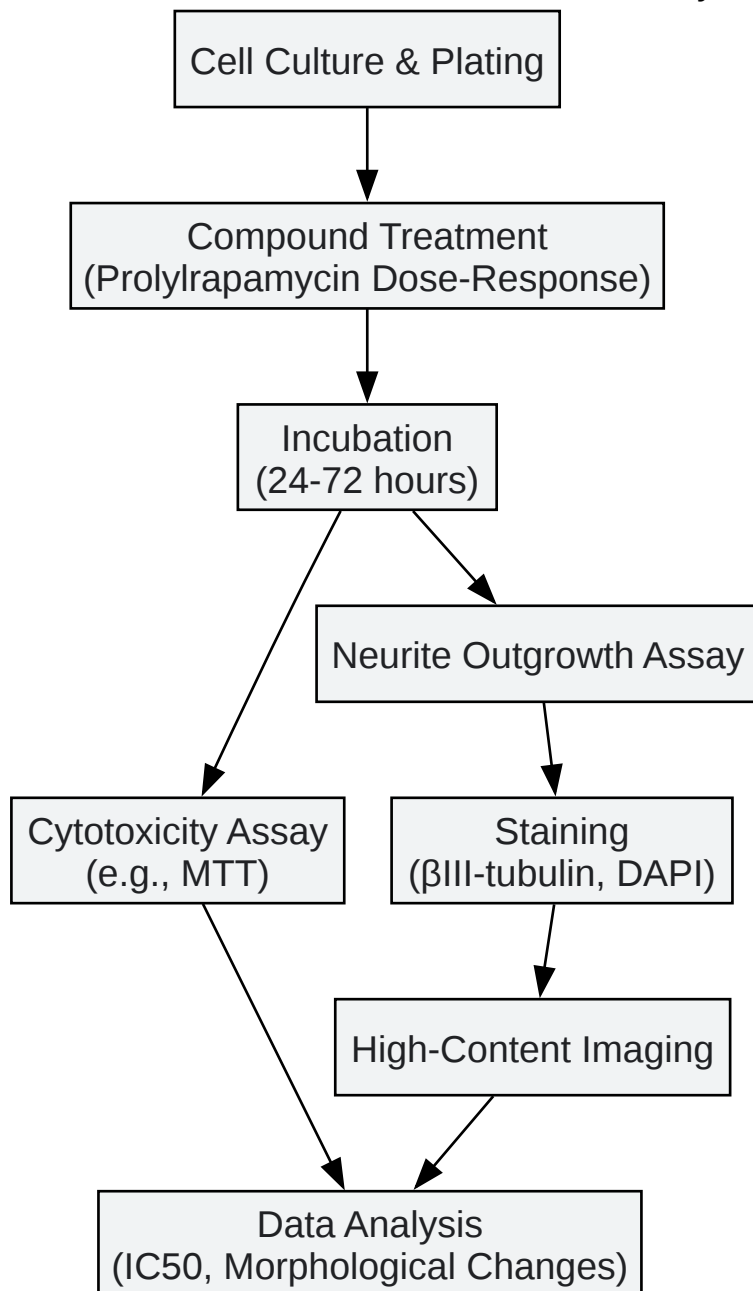 Cell Culture & Plating
Compound Treatment
(Prolylrapamycin Dose-Response)
Incubation
(24-72 hours)
Neurite Outgrowth Assay
Cytotoxicity Assay
(e.g., MTT)
Staining
(βIII-tubulin, DAPI)
High-Content Imaging
Data Analysis
(IC50, Morphological Changes)